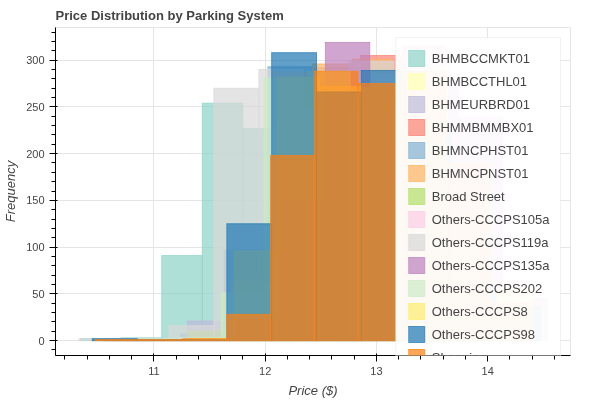 Price Distribution by Parking System
Frequency
300
250
200
150
100
50
0
11
12
13
14
Price ($)
BHMBCCMKT01
BHMBCCTHL01
BHMEURBRD01
BHMMBMMBX01
BHMNCPHST01
BHMNCPNST01
Broad Street
Others-CCCPS105a
Others-CCCPS119a
Others-CCCPS135a
Others-CCCPS202
Others-CCCPS8
Others-CCCPS98